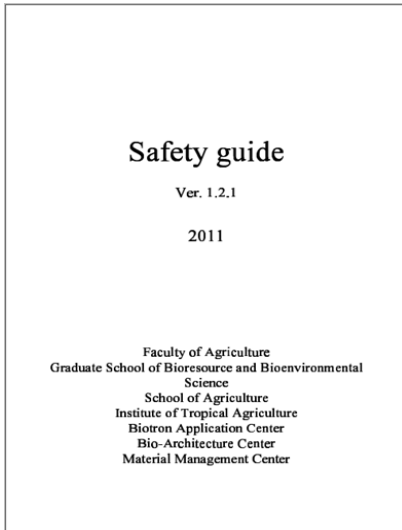 Safety guide
Ver. 1.2.1
2011
Faculty of Agriculture
Graduate School of Bioresource and Bioenvironmental
Science
School of Agriculture
Institute of Tropical Agriculture
Biotron Application Center
Bio-Architecture Center
Material Management Center